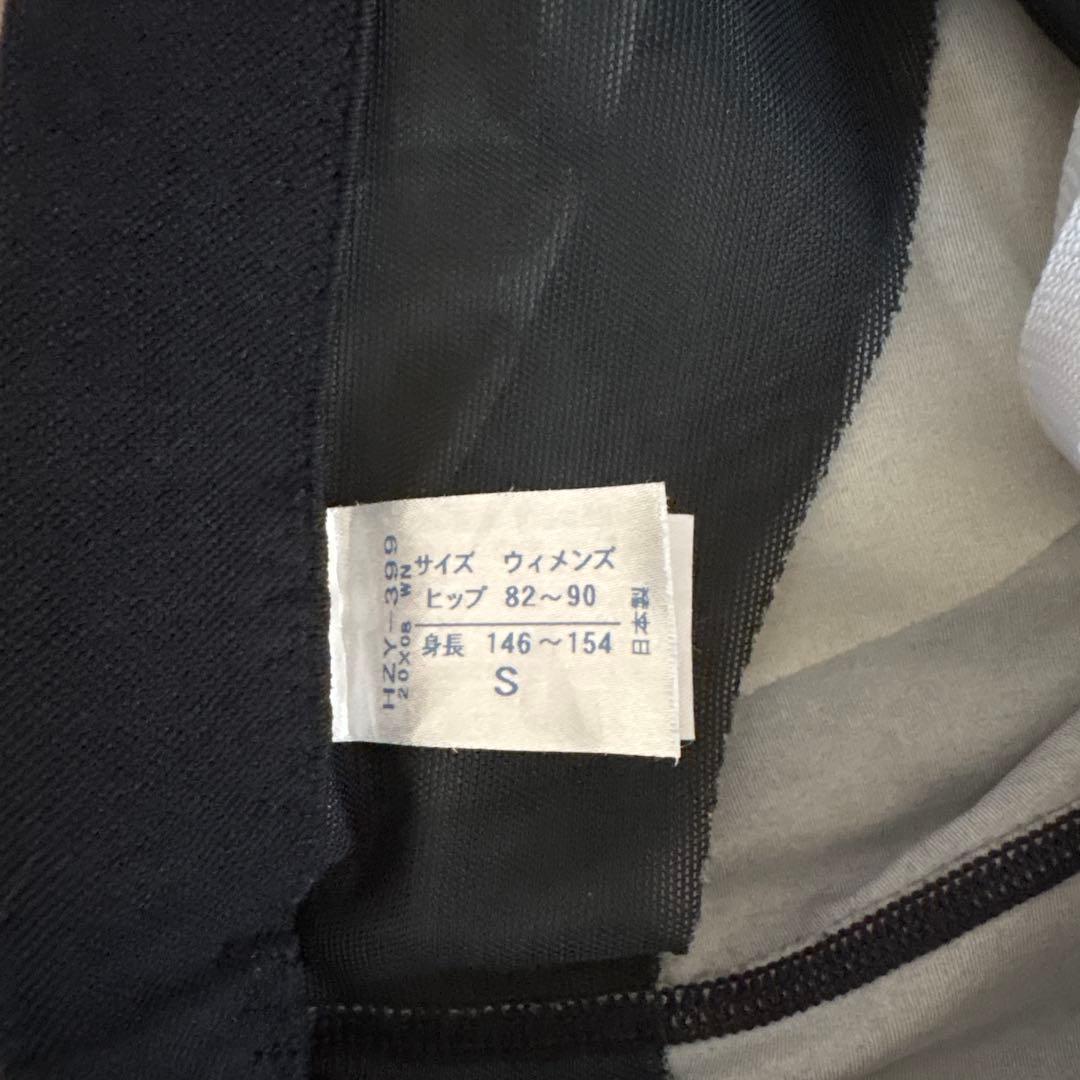 サイズ ウィメンズ
ヒップ 82～90
身長 146～154
S
HZY-399
20X08 WN
日本製